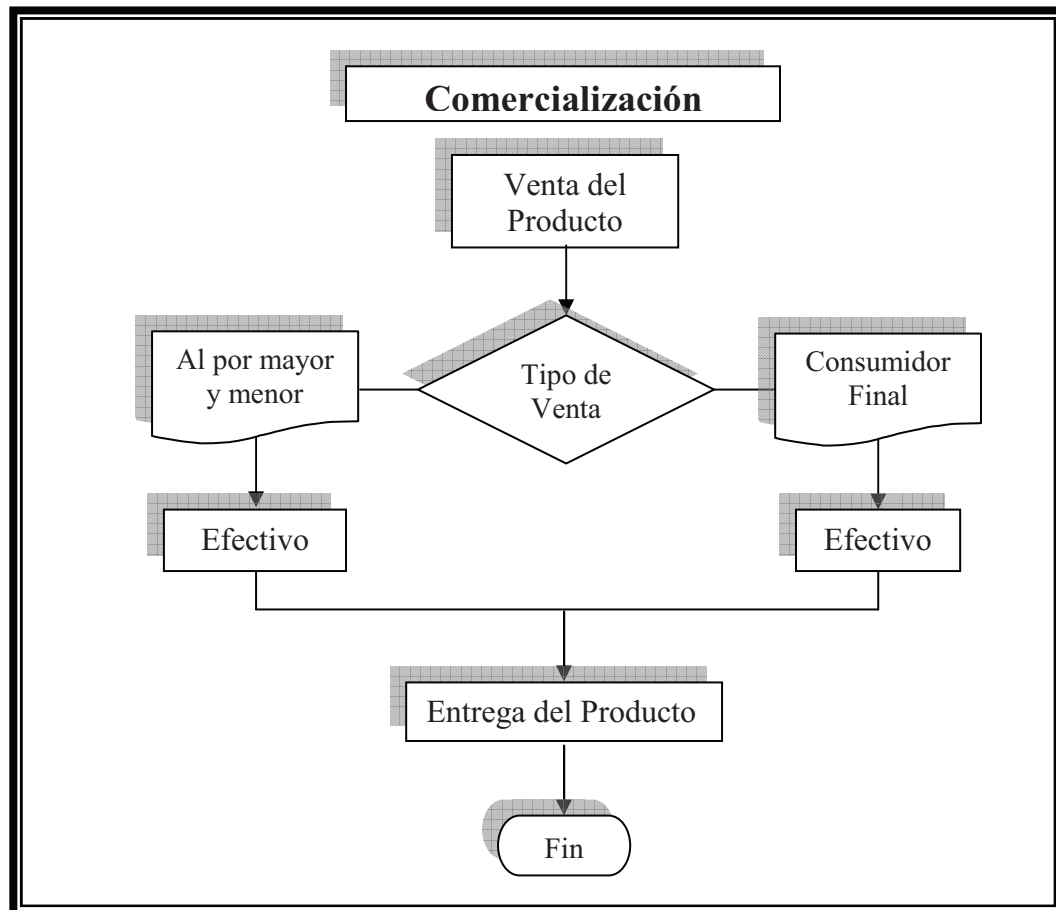 Comercialización
Venta del
Producto
Al por mayor
y menor
Tipo de
Venta
Consumidor
Final
Efectivo
Efectivo
Entrega del Producto
Fin